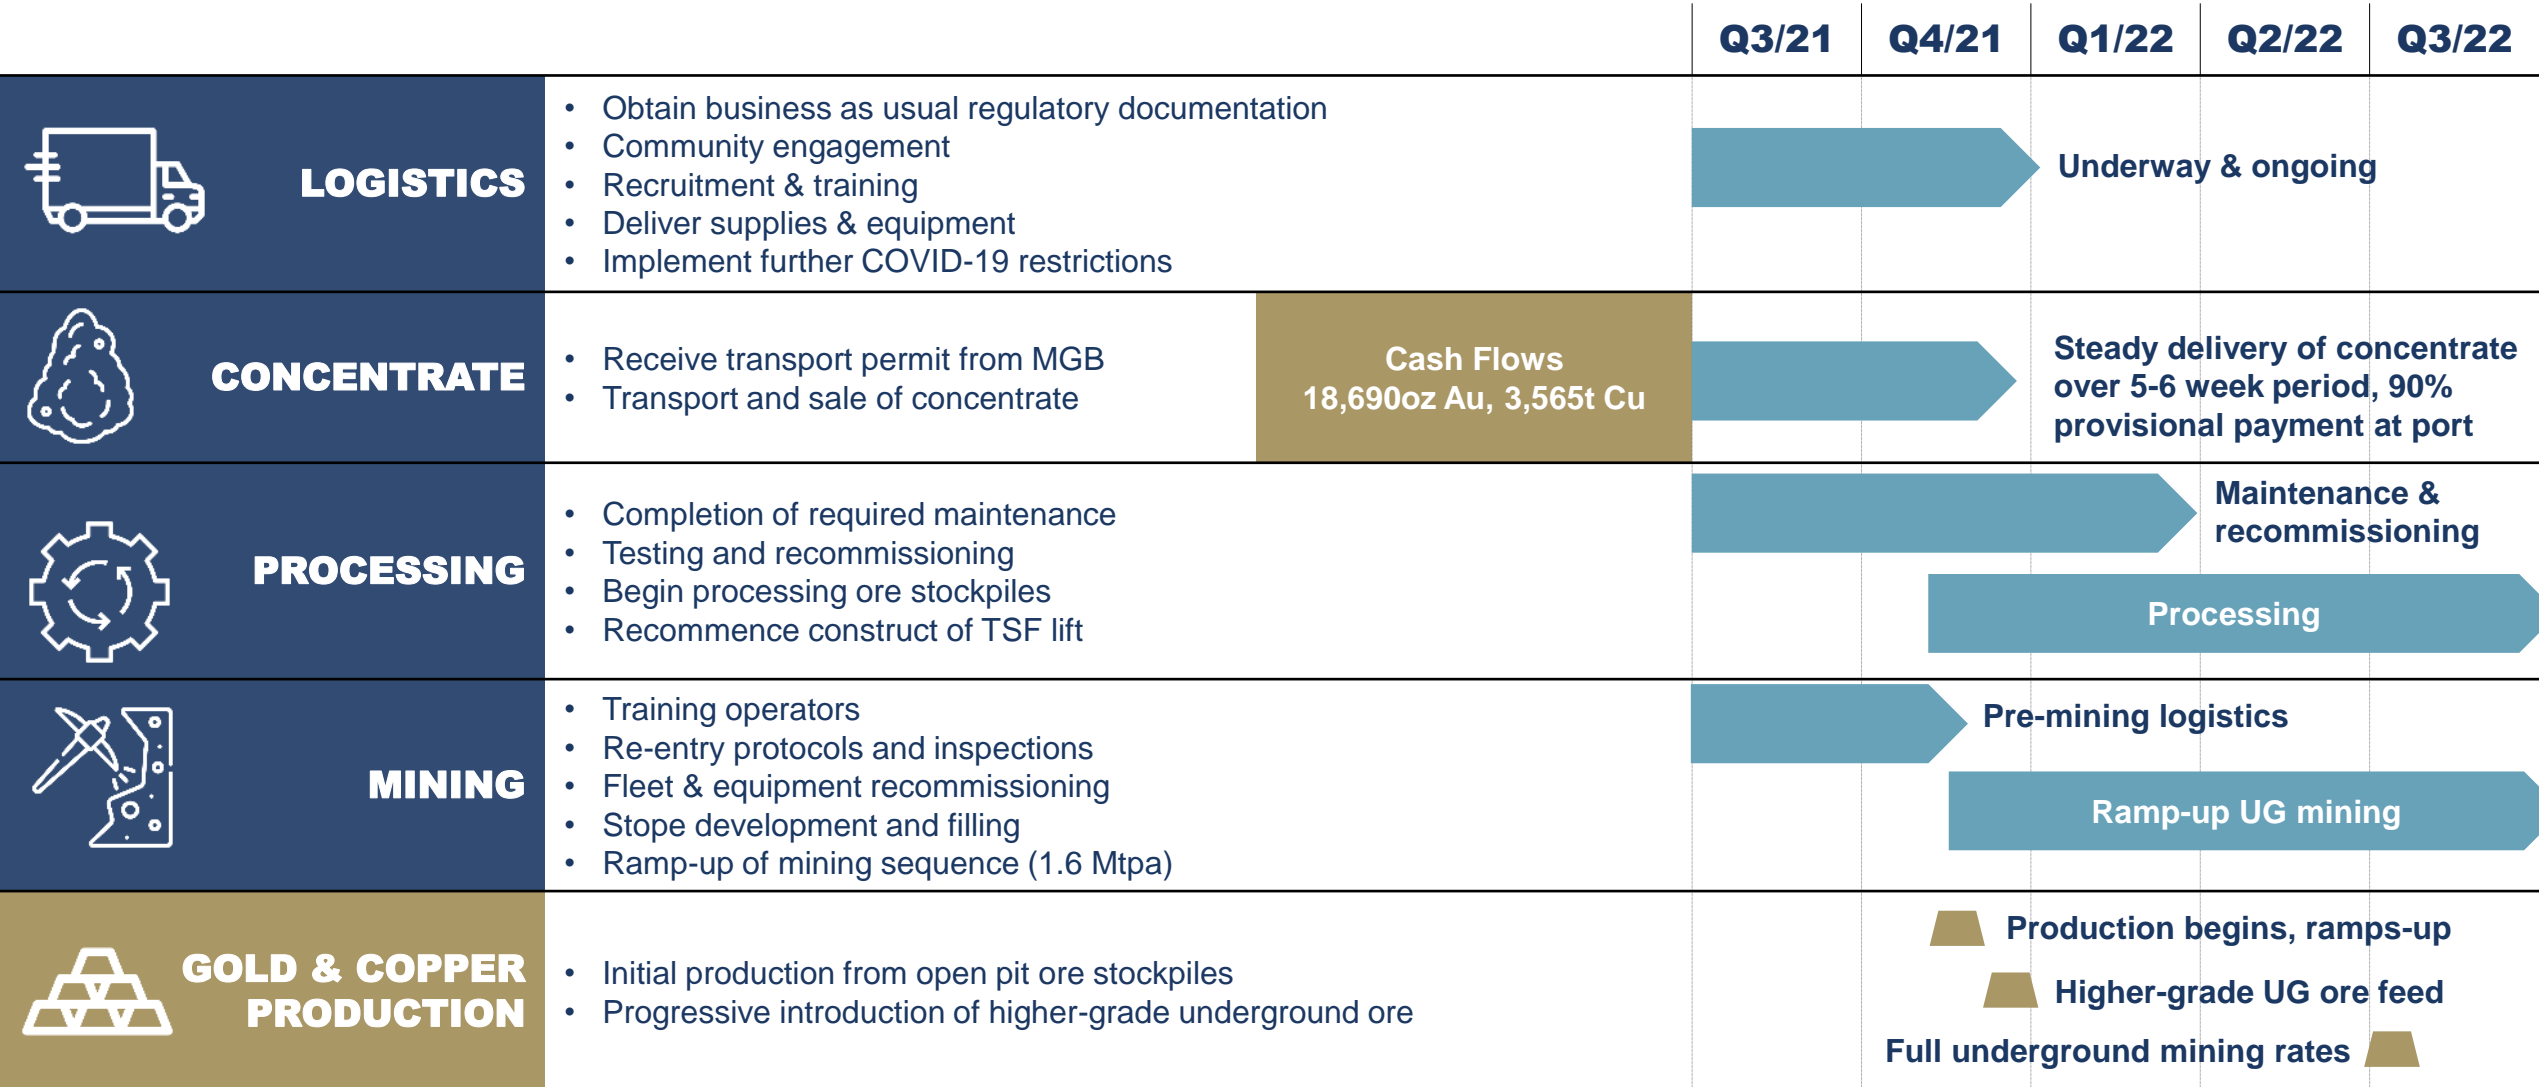 Q3/21 Q4/21 Q1/22 Q2/22 Q3/22
LOGISTICS
• Obtain business as usual regulatory documentation
• Community engagement
• Recruitment & training
• Deliver supplies & equipment
• Implement further COVID-19 restrictions
Underway & ongoing
CONCENTRATE
• Receive transport permit from MGB
• Transport and sale of concentrate
Cash Flows
18,690oz Au, 3,565t Cu
Steady delivery of concentrate
over 5-6 week period, 90%
provisional payment at port
PROCESSING
• Completion of required maintenance
• Testing and recommissioning
• Begin processing ore stockpiles
• Recommence construct of TSF lift
Maintenance &
recommissioning
Processing
MINING
• Training operators
• Re-entry protocols and inspections
• Fleet & equipment recommissioning
• Stope development and filling
• Ramp-up of mining sequence (1.6 Mtpa)
Pre-mining logistics
Ramp-up UG mining
GOLD & COPPER
PRODUCTION
• Initial production from open pit ore stockpiles
• Progressive introduction of higher-grade underground ore
Production begins, ramps-up
Higher-grade UG ore feed
Full underground mining rates